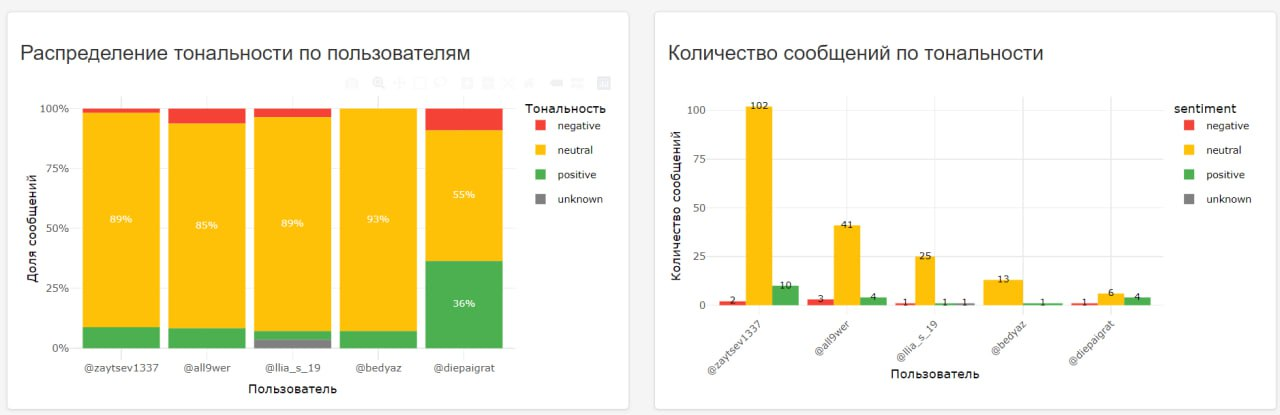 Распределение тональности по пользователям
100%
75%
50%
25%
0%
Доля сообщений
89%
85%
89%
93%
55%
36%
@zaytsev1337
@all9wer
@llia_s_19
@bedyaz
@diepaigrat
Пользователь
Тональность
negative
neutral
positive
unknown
Количество сообщений по тональности
100
75
50
25
0
Количество сообщений
2
102
10
3
41
4
1
25
1
1
13
1
1
6
4
@zaytsev1337
@all9wer
@llia_s_19
@bedyaz
@diepaigrat
Пользователь
sentiment
negative
neutral
positive
unknown